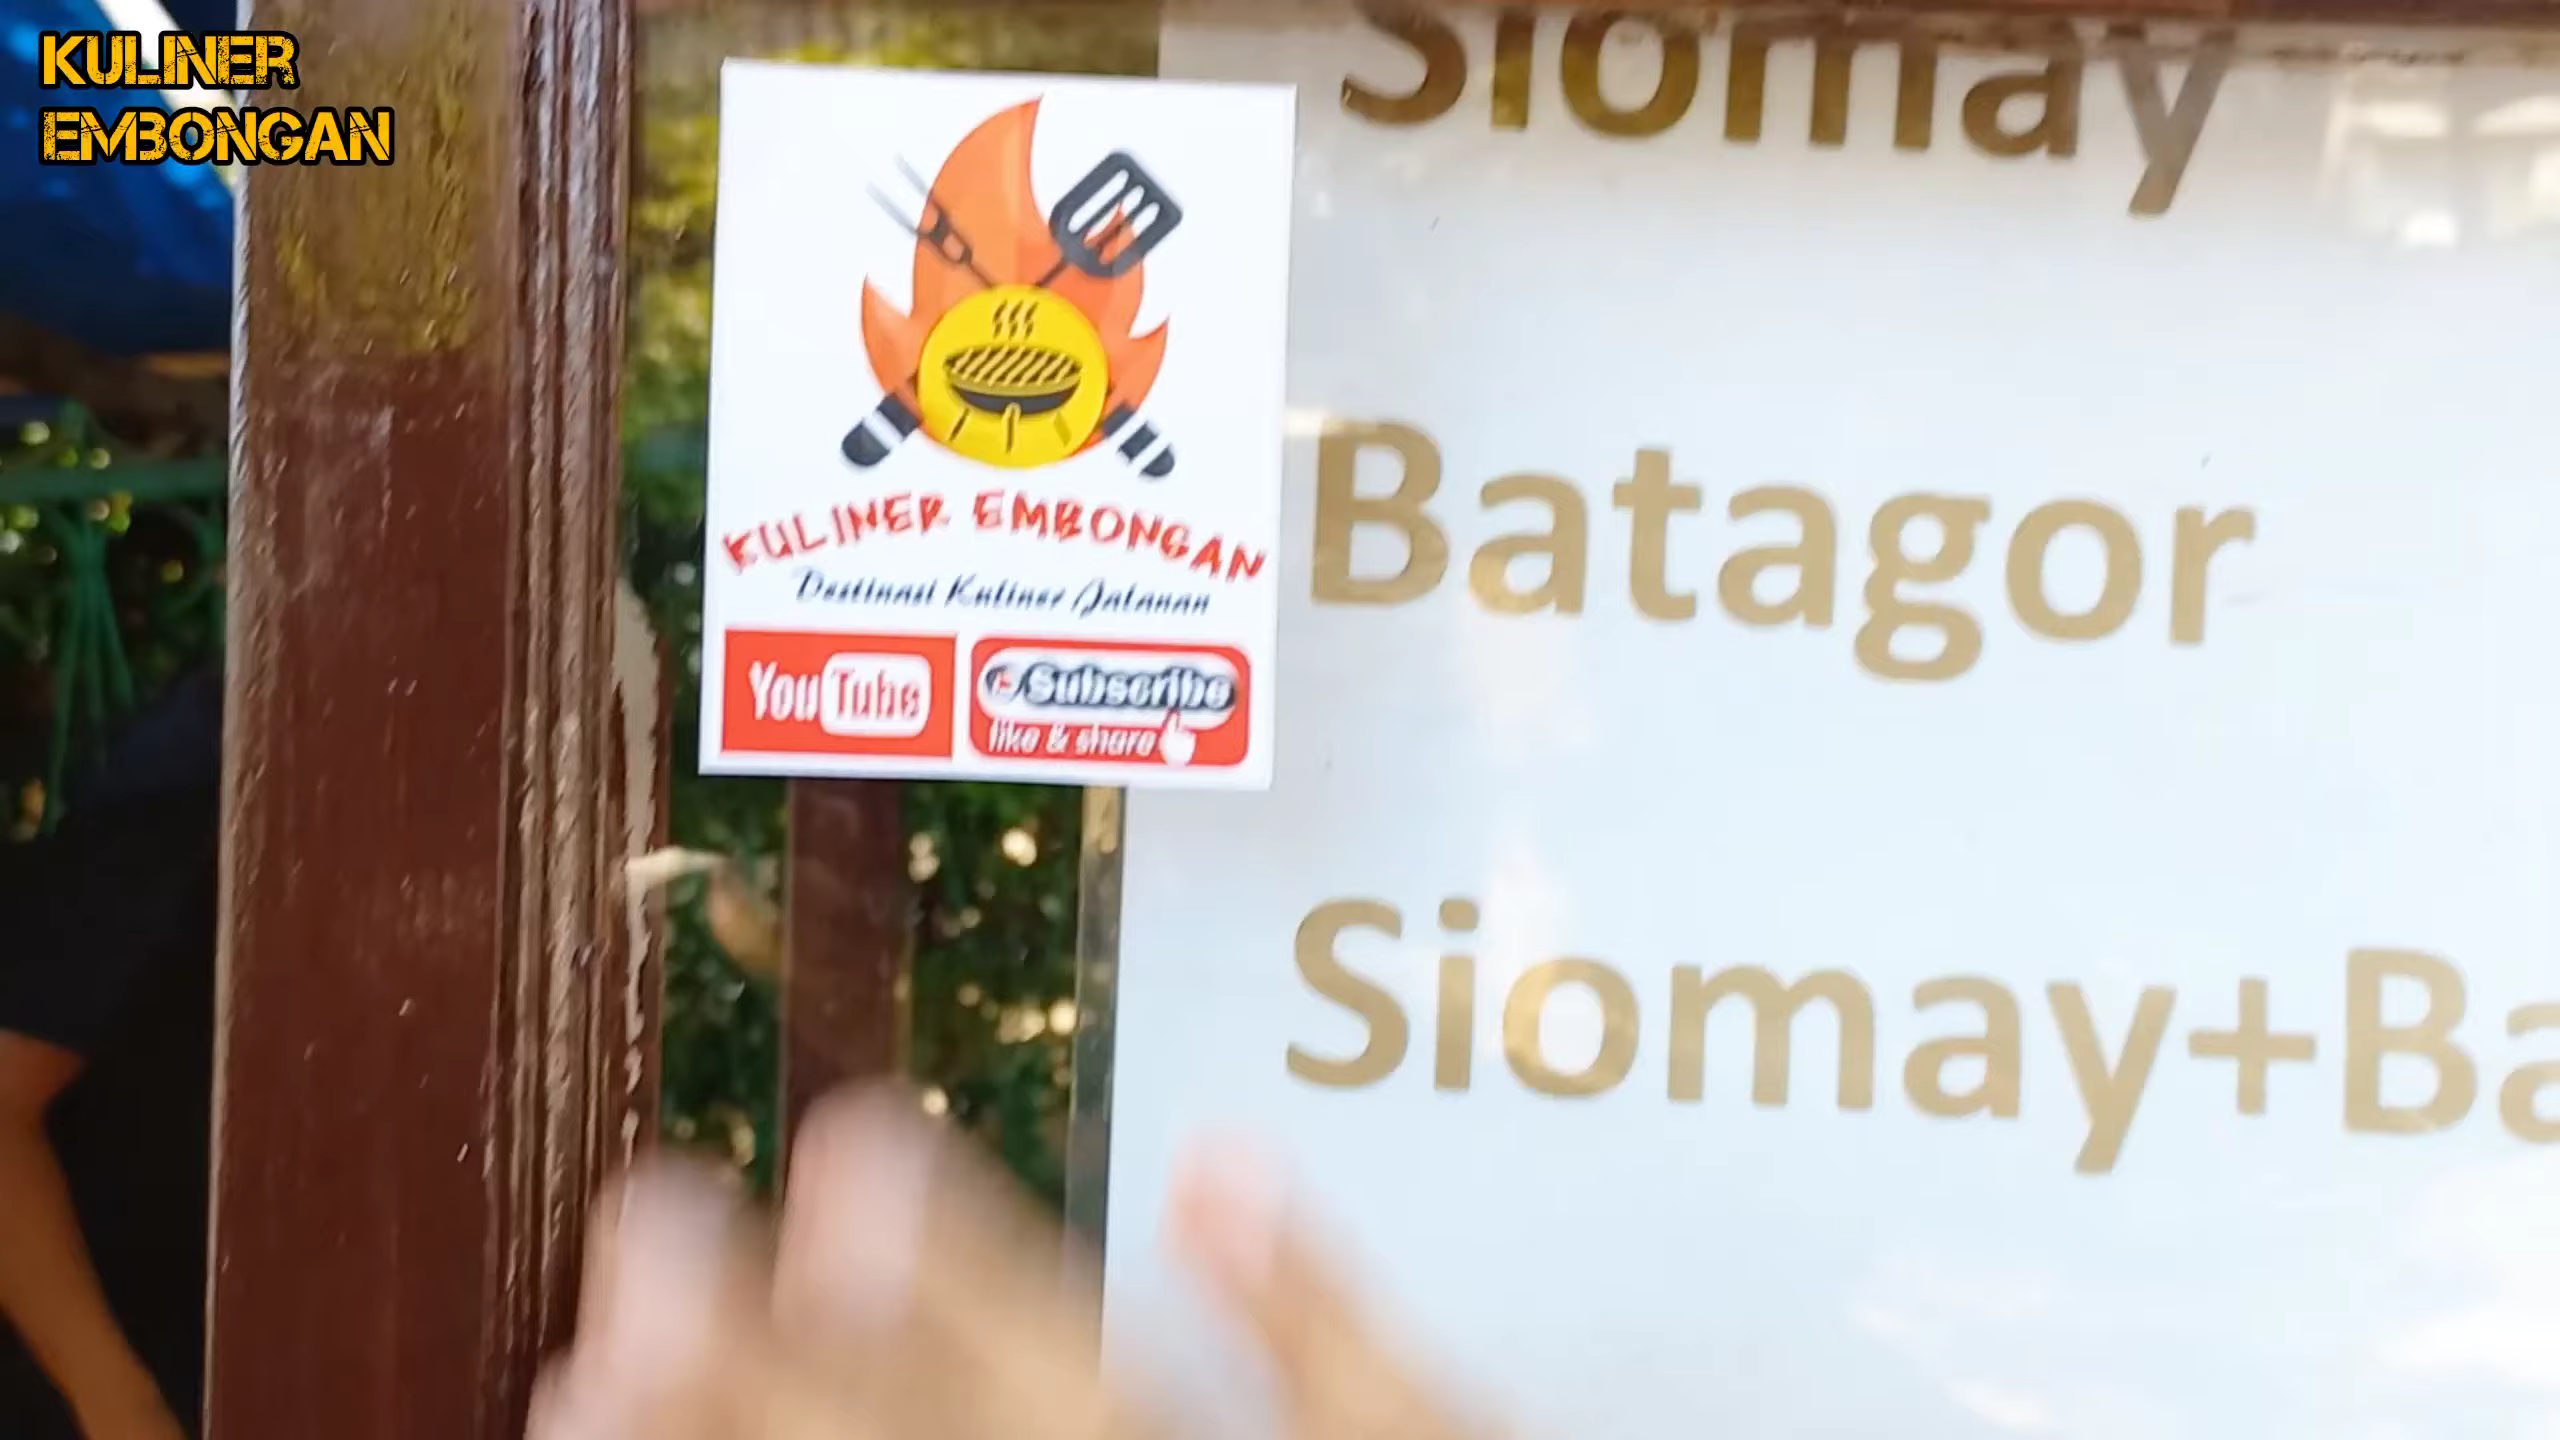 KULINER
EMBONGAN
KULINER EMBONGAN
Destinasi Kuliner Jalanan
YouTube
Subscribe
like & share
Siomay
Batagor
Siomay+Ba